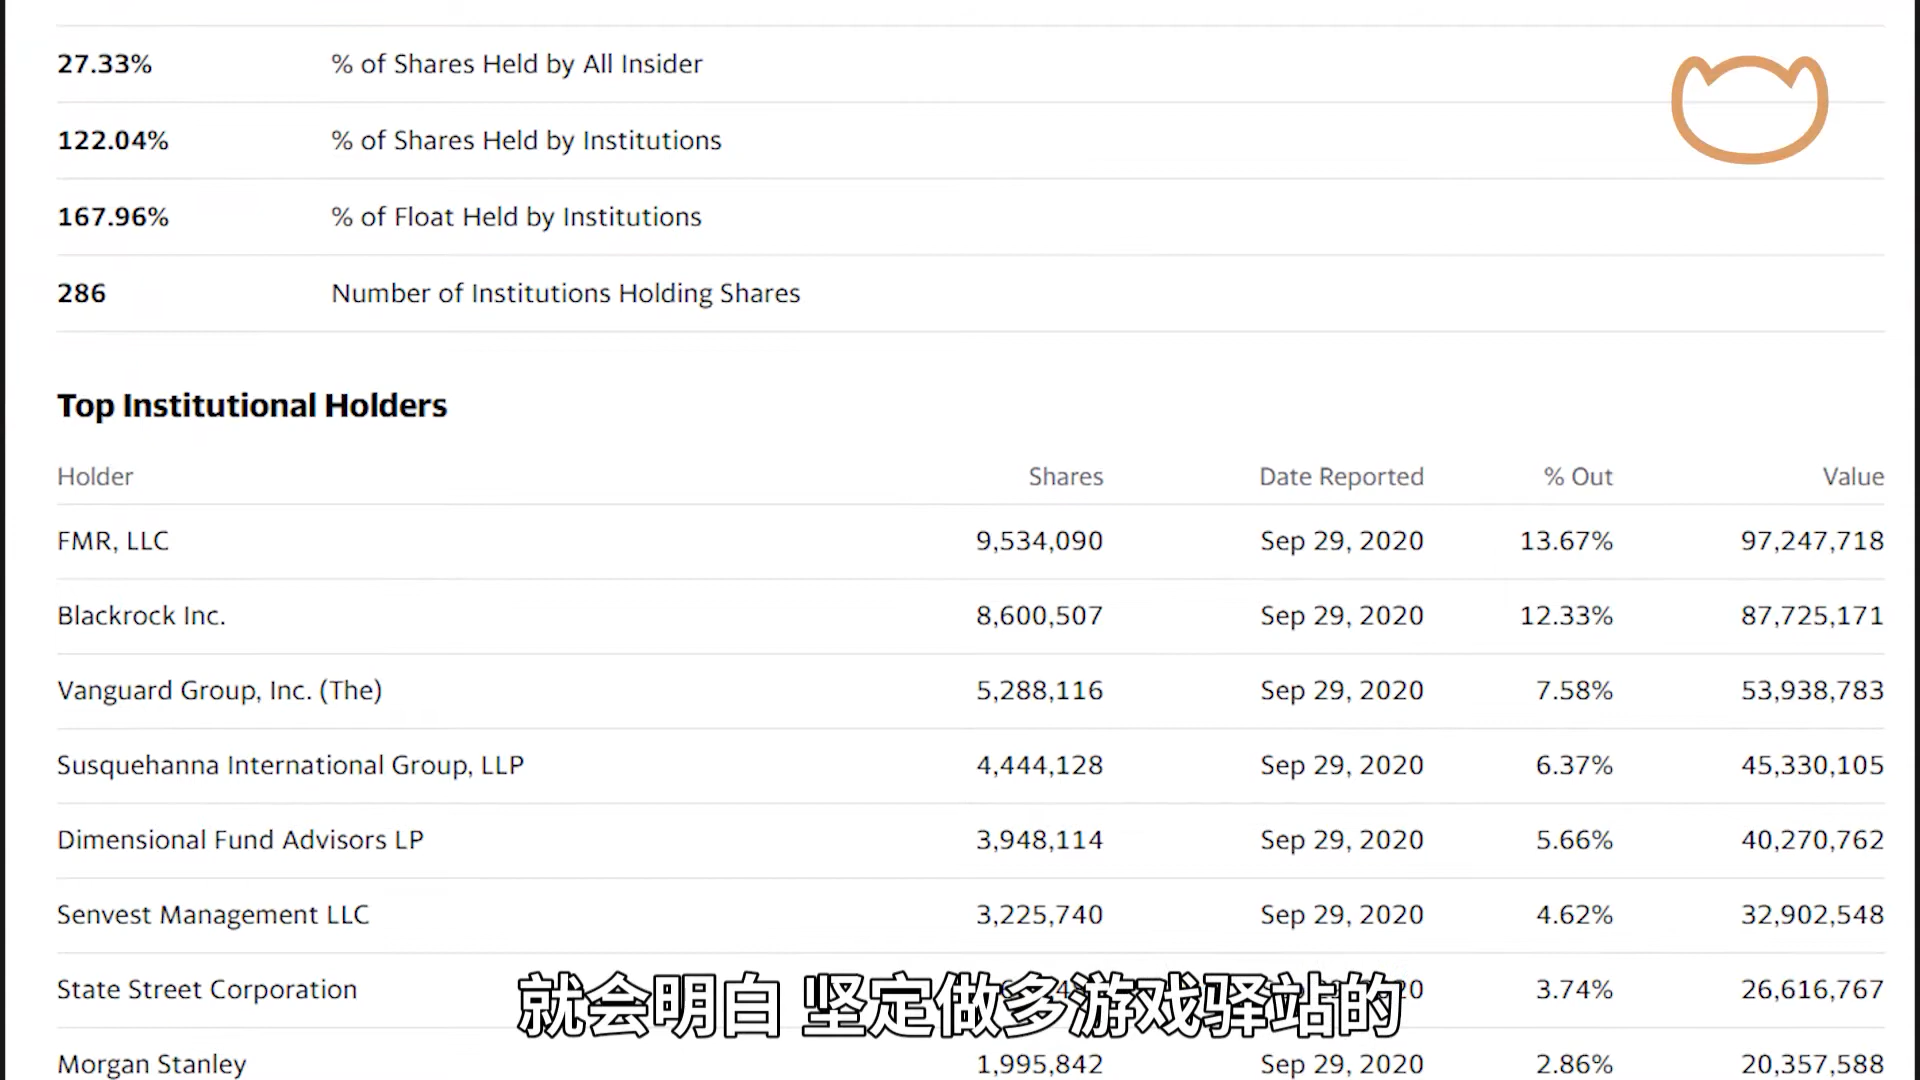 27.33% % of Shares Held by All Insider
122.04% % of Shares Held by Institutions
167.96% % of Float Held by Institutions
286 Number of Institutions Holding Shares
Top Institutional Holders
Holder Shares Date Reported % Out Value
FMR, LLC 9,534,090 Sep 29, 2020 13.67% 97,247,718
Blackrock Inc. 8,600,507 Sep 29, 2020 12.33% 87,725,171
Vanguard Group, Inc. (The) 5,288,116 Sep 29, 2020 7.58% 53,938,783
Susquehanna International Group, LLP 4,444,128 Sep 29, 2020 6.37% 45,330,105
Dimensional Fund Advisors LP 3,948,114 Sep 29, 2020 5.66% 40,270,762
Senvest Management LLC 3,225,740 Sep 29, 2020 4.62% 32,902,548
State Street Corporation 3.74% 26,616,767
就会明白 坚定做多游戏驿站的
Morgan Stanley 1,995,842 Sep 29, 2020 2.86% 20,357,588